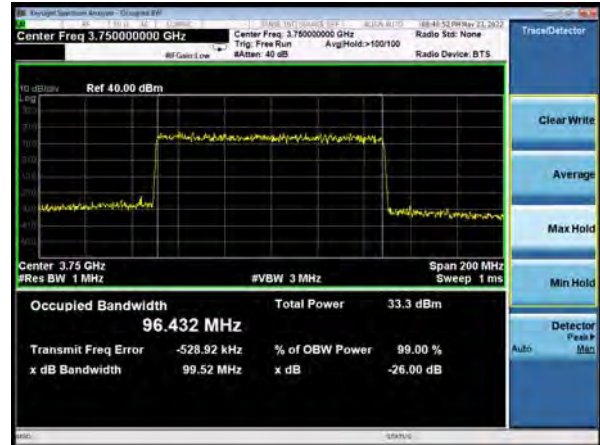 Keysight Spectrum Analyzer - Occupied BW
Center Freq 3.750000000 GHz
Center Freq: 3.750000000 GHz
Radio Std: None
Trace/Detector
Trig: Free Run
Avg|Hold:>100/100
#IFGain:Low
#Atten: 40 dB
Radio Device: BTS
10 dB/div
Ref 40.00 dBm
Log
Clear Write
Average
Max Hold
Min Hold
Center 3.75 GHz
Span 200 MHz
#Res BW 1 MHz
#VBW 3 MHz
Sweep 1 ms
Occupied Bandwidth
Total Power
33.3 dBm
96.432 MHz
Detector
Peak
Auto
Man
Transmit Freq Error
-528.92 kHz
% of OBW Power
99.00 %
x dB Bandwidth
99.52 MHz
x dB
-26.00 dB
MSG
STATUS